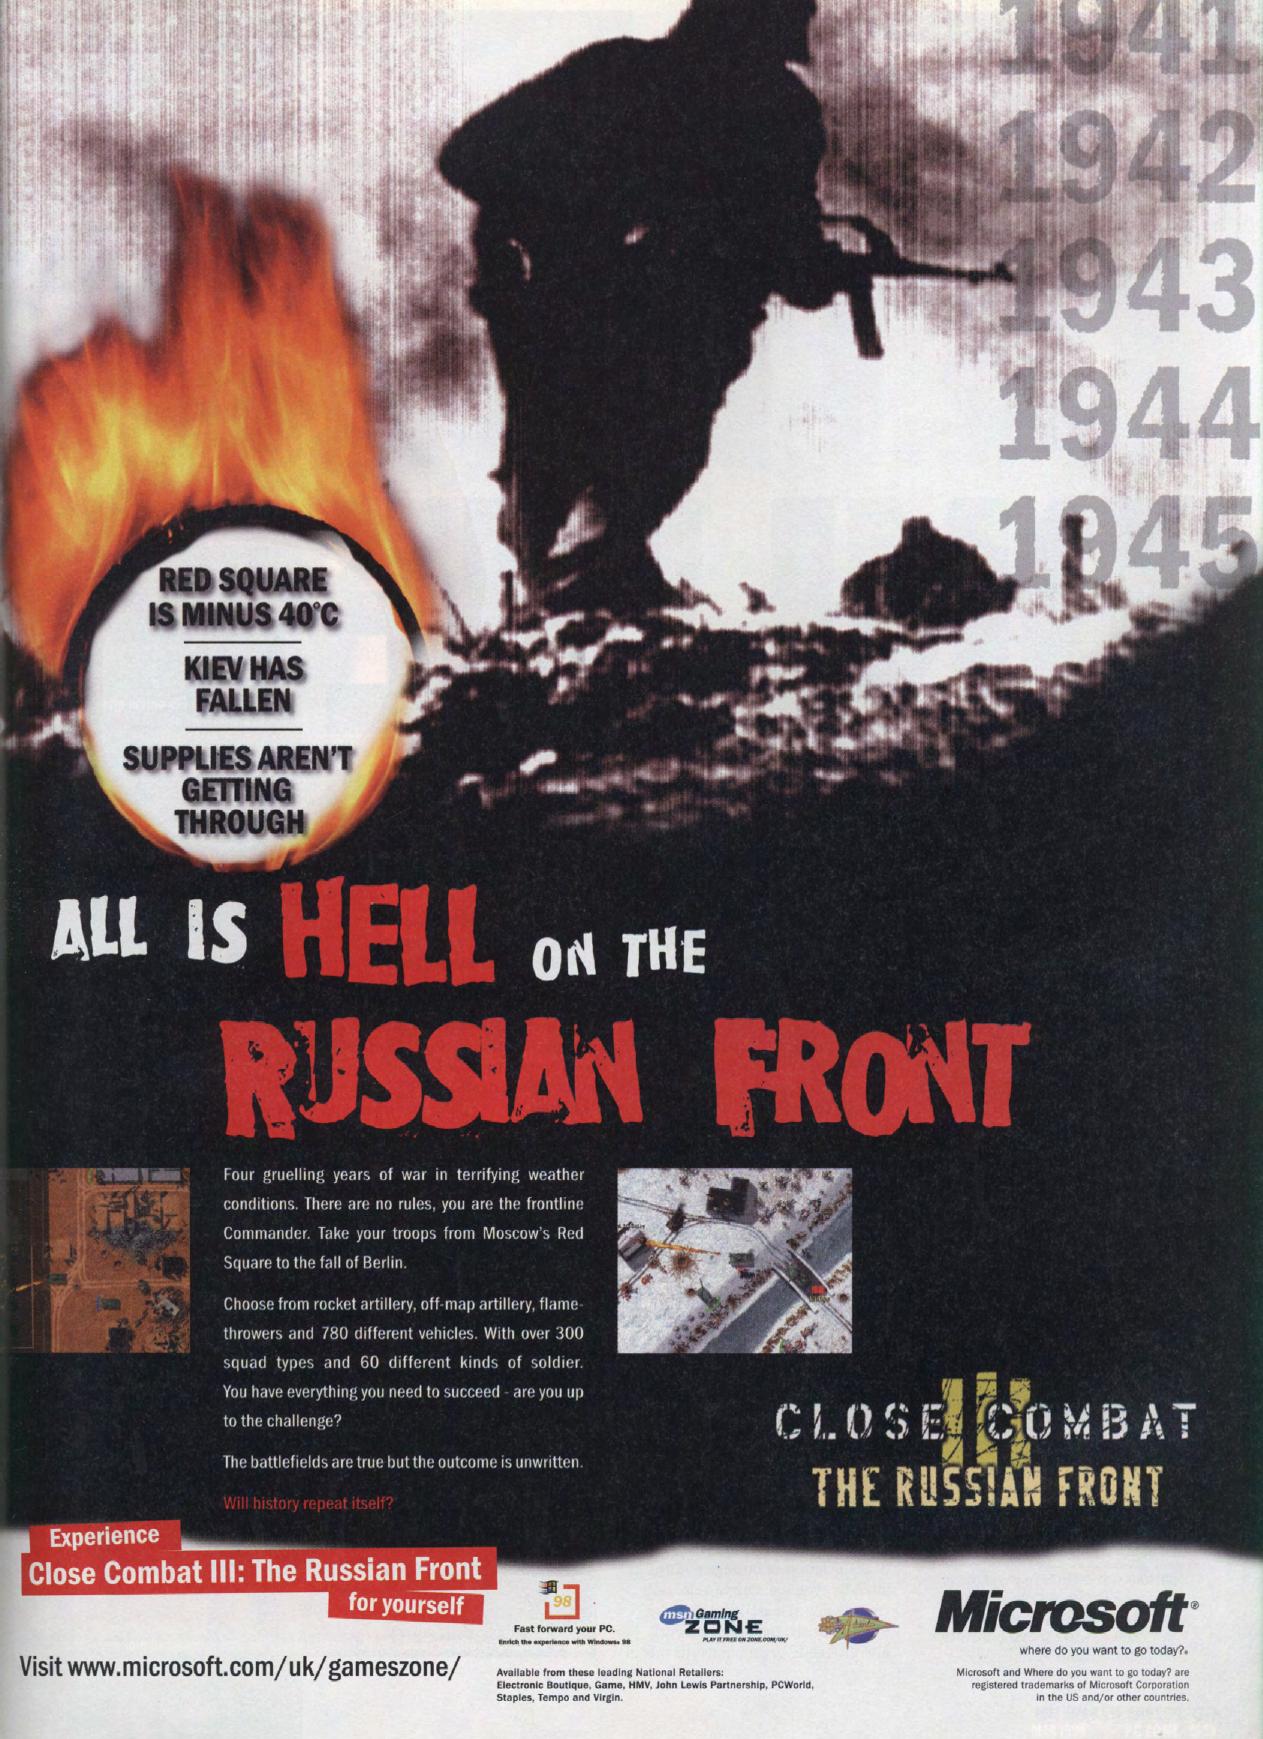 1941
1942
1943
1944
1945
RED SQUARE
IS MINUS 40°C
KIEV HAS
FALLEN
SUPPLIES AREN'T
GETTING
THROUGH
ALL IS HELL ON THE
RUSSIAN FRONT
Four gruelling years of war in terrifying weather
conditions. There are no rules, you are the frontline
Commander. Take your troops from Moscow's Red
Square to the fall of Berlin.
Choose from rocket artillery, off-map artillery, flame-
throwers and 780 different vehicles. With over 300
squad types and 60 different kinds of soldier.
You have everything you need to succeed - are you up
to the challenge?
The battlefields are true but the outcome is unwritten.
Will history repeat itself?
CLOSE COMBAT
III
THE RUSSIAN FRONT
Experience
Close Combat III: The Russian Front
for yourself
Visit www.microsoft.com/uk/gameszone/
98
Fast forward your PC.
Enrich the experience with Windows 98
msn Gaming
ZONE
PLAY IT FREE ON ZONE.COM/UK/
Available from these leading National Retailers:
Electronic Boutique, Game, HMV, John Lewis Partnership, PCWorld,
Staples, Tempo and Virgin.
Microsoft®
where do you want to go today?®
Microsoft and Where do you want to go today? are
registered trademarks of Microsoft Corporation
in the US and/or other countries.